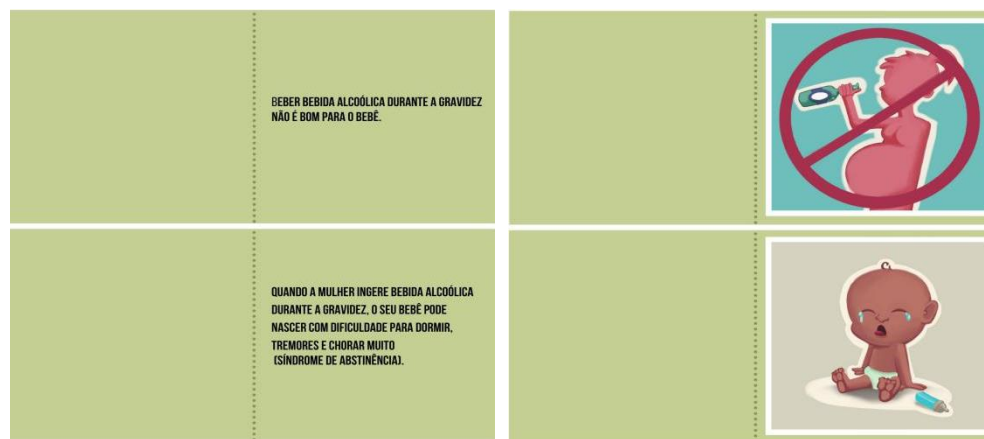 BEBER BEBIDA ALCOÓLICA DURANTE A GRAVIDEZ
NÃO É BOM PARA O BEBÊ.
QUANDO A MULHER INGERE BEBIDA ALCOÓLICA
DURANTE A GRAVIDEZ, O SEU BEBÊ PODE
NASCER COM DIFICULDADE PARA DORMIR,
TREMORES E CHORAR MUITO
(SÍNDROME DE ABSTINÊNCIA).